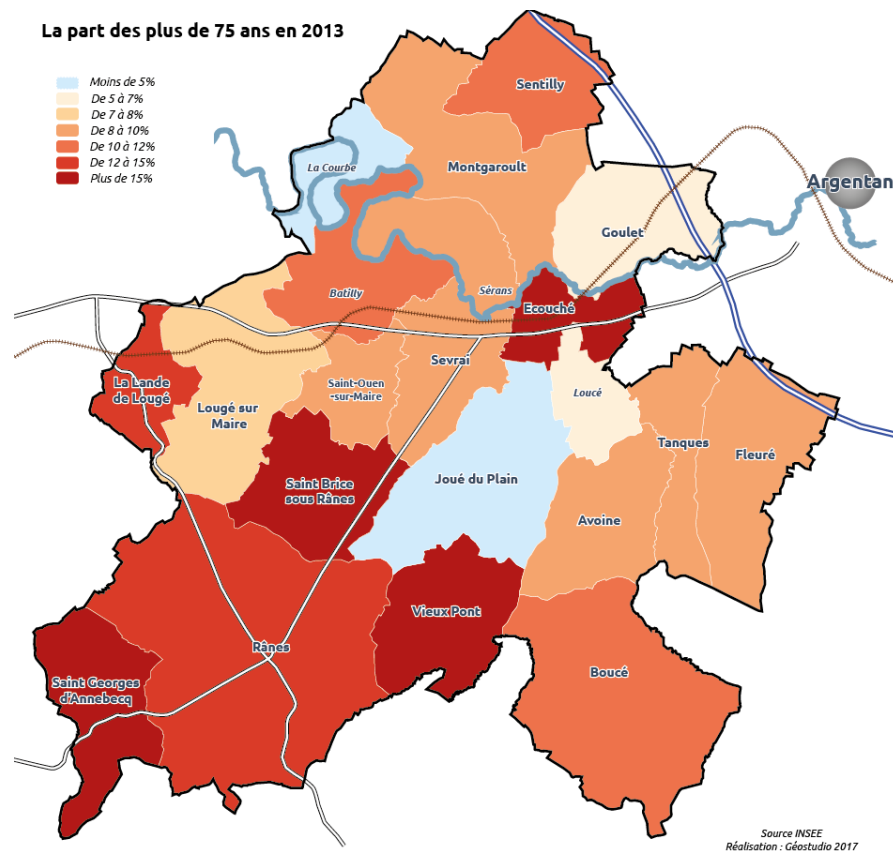 La part des plus de 75 ans en 2013
Moins de 5%
De 5 à 7%
De 7 à 8%
De 8 à 10%
De 10 à 12%
De 12 à 15%
Plus de 15%
Sentilly
La Courbe
Montgaroult
Argentan
Goulet
Batilly
Sérans
Ecouché
Sevrai
La Lande
de Lougé
Saint-Ouen
-sur-Maire
Loucé
Lougé sur
Maire
Tanques
Fleuré
Saint Brice
sous Rânes
Joué du Plain
Avoine
Vieux Pont
Rânes
Boucé
Saint Georges
d'Annebecq
Source INSEE
Réalisation : Géostudio 2017